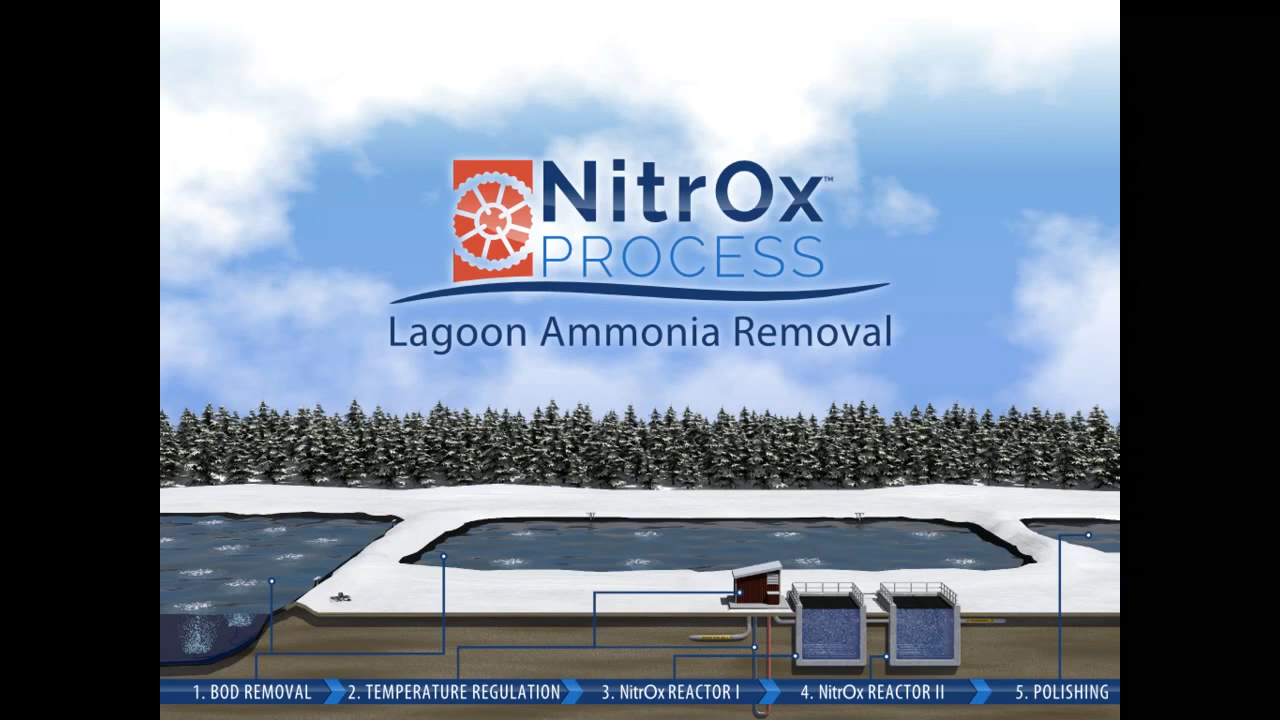 NitrOx™
PROCESS
Lagoon Ammonia Removal
1. BOD REMOVAL
2. TEMPERATURE REGULATION
3. NitrOx REACTOR I
4. NitrOx REACTOR II
5. POLISHING